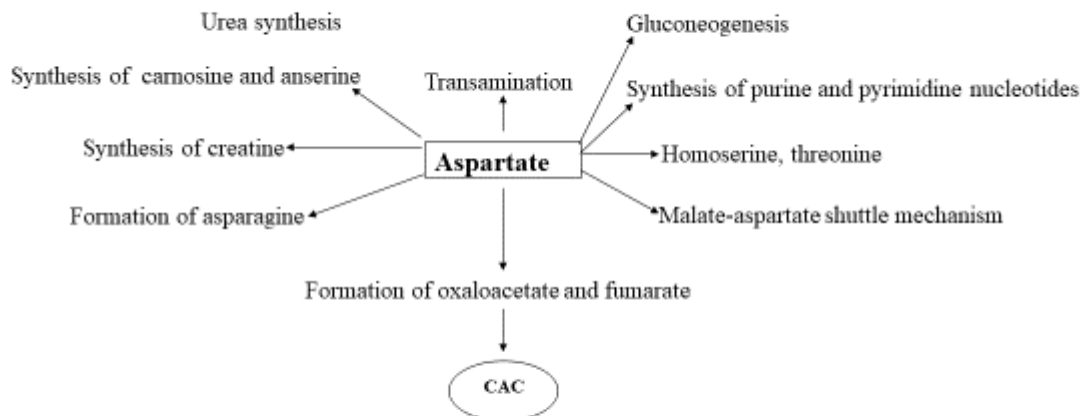 Urea synthesis
Gluconeogenesis
Synthesis of carnosine and anserine
Transamination
Synthesis of purine and pyrimidine nucleotides
Synthesis of creatine
Aspartate
Homoserine, threonine
Formation of asparagine
Malate-aspartate shuttle mechanism
Formation of oxaloacetate and fumarate
CAC